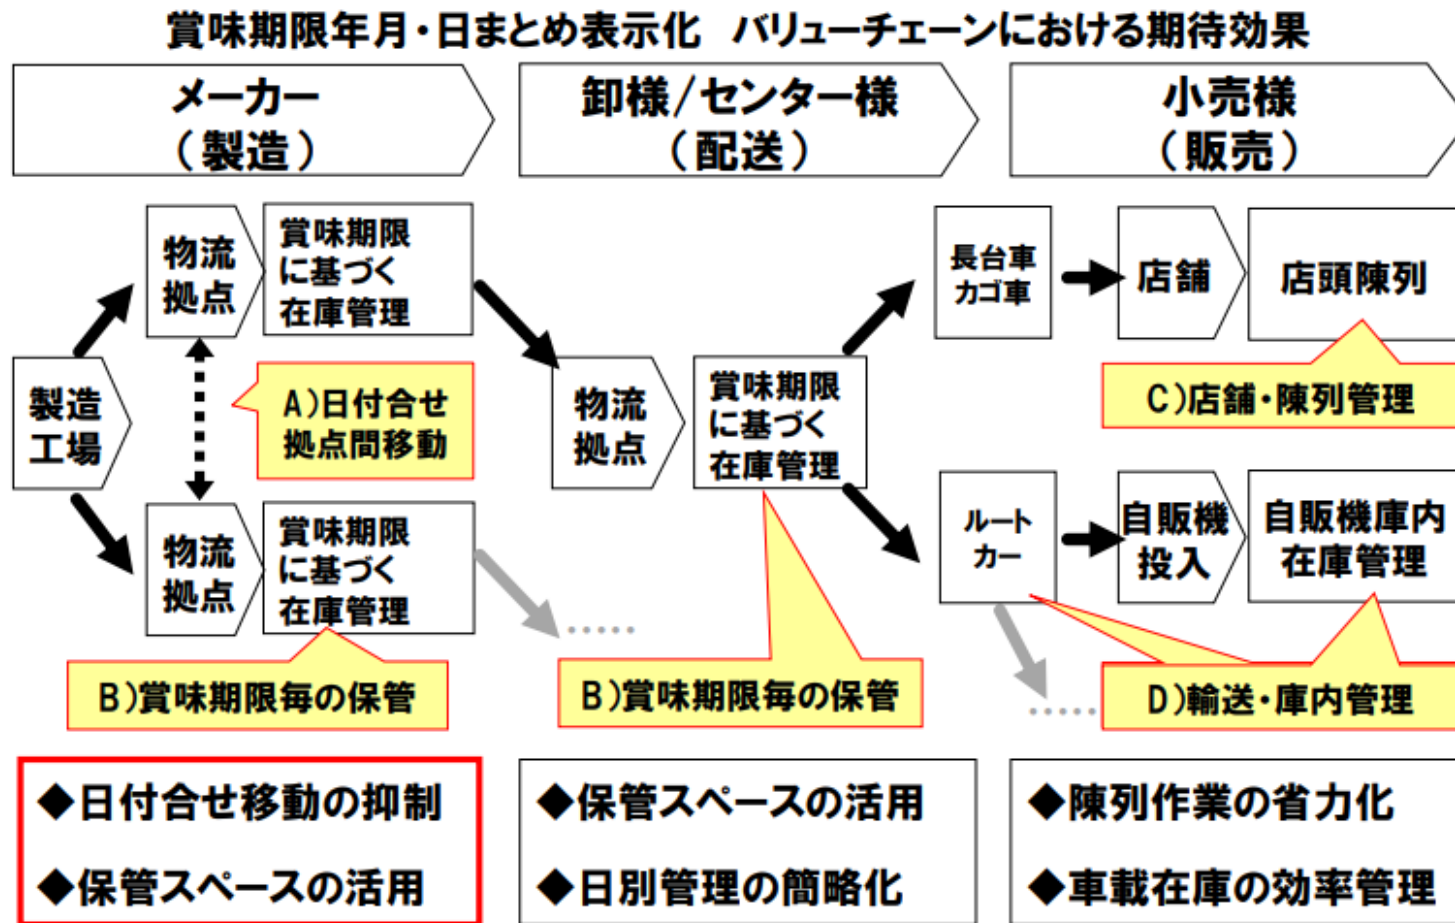 賞味期限年月・日まとめ表示化 バリューチェーンにおける期待効果
メーカー
（製造）
卸様/センター様
（配送）
小売様
（販売）
製造
工場
物流
拠点
賞味期限
に基づく
在庫管理
A)日付合せ
拠点間移動
物流
拠点
賞味期限
に基づく
在庫管理
B)賞味期限毎の保管
物流
拠点
賞味期限
に基づく
在庫管理
B)賞味期限毎の保管
.....
長台車
カゴ車
店舗
店頭陳列
C)店舗・陳列管理
ルート
カー
自販機
投入
自販機庫内
在庫管理
D)輸送・庫内管理
.....
◆日付合せ移動の抑制
◆保管スペースの活用
◆保管スペースの活用
◆日別管理の簡略化
◆陳列作業の省力化
◆車載在庫の効率管理